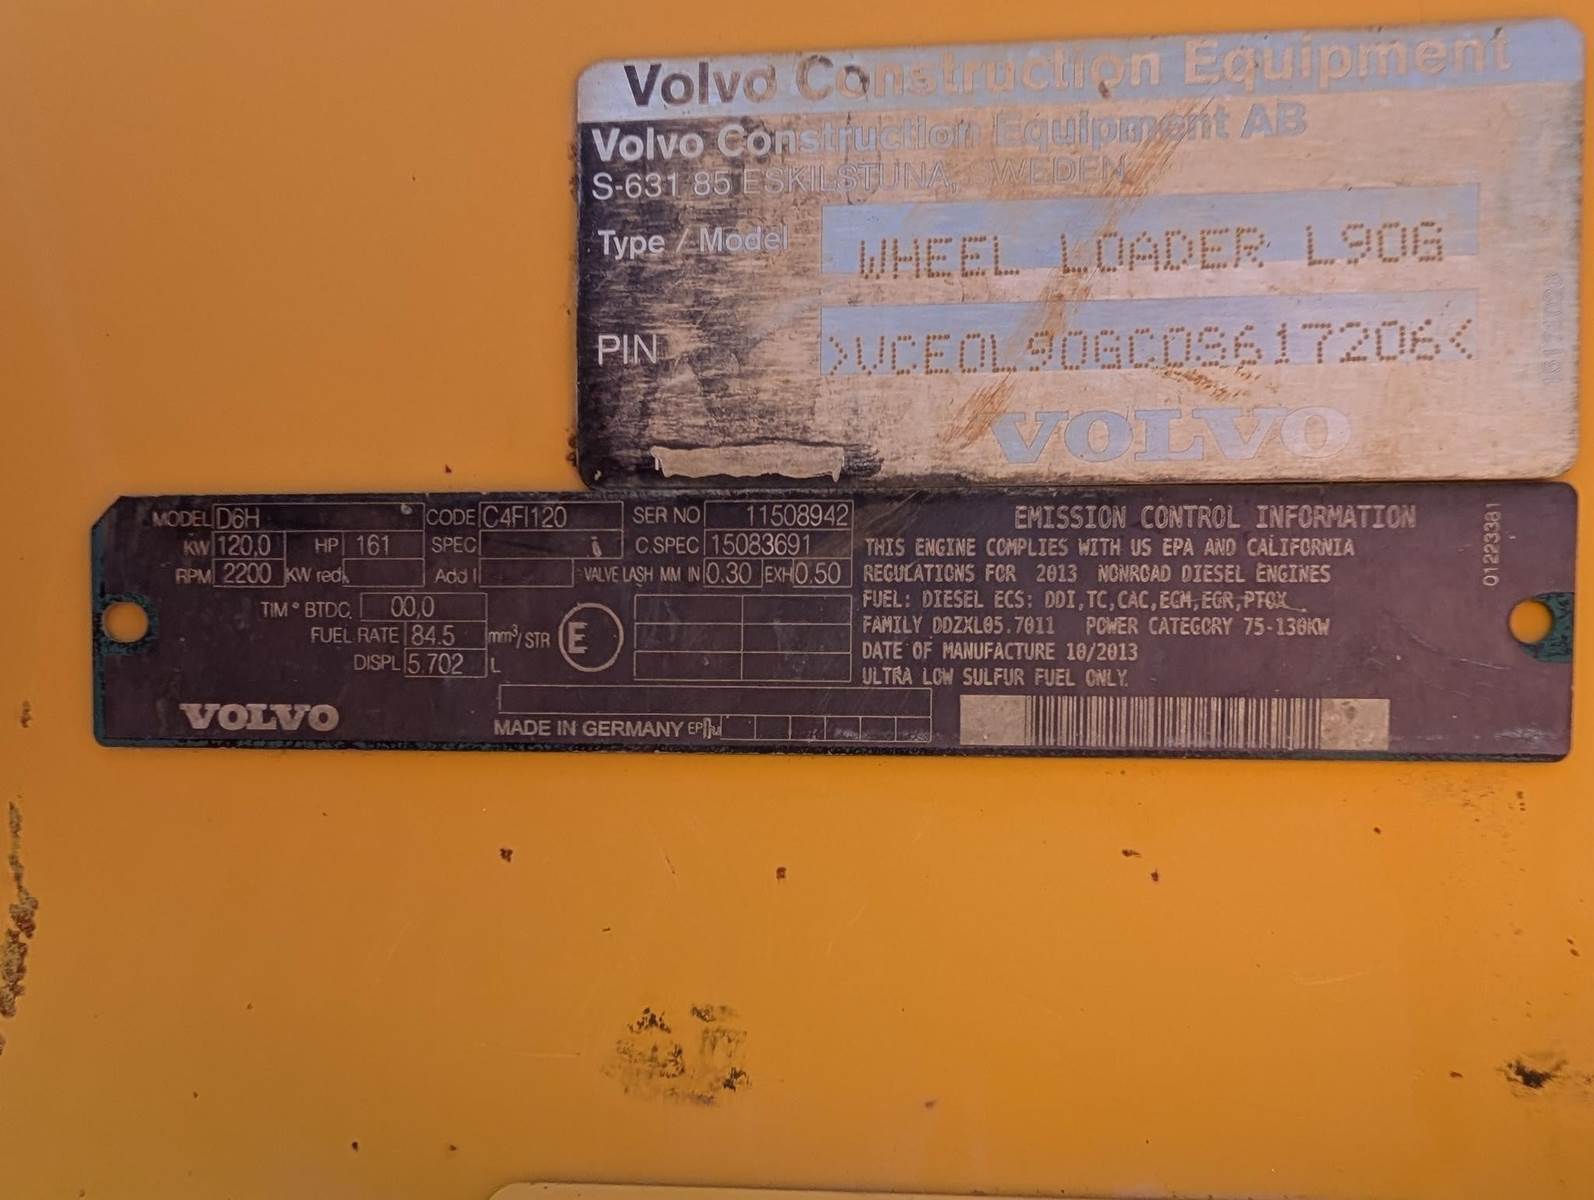 Volvo Construction Equipment
Volvo Construction Equipment AB
S-631 85 ESKILSTUNA, SWEDEN
Type / Model WHEEL LOADER L90G
PIN >VCE0L90GC0S617206<
VOLVO
MODEL D6H CODE C4FI120 SER NO 11508942
KW 120,0 HP 161 SPEC C.SPEC 15083691
RPM 2200 KW red. Add I VALVE LASH MM IN 0.30 EXH 0.50
TIM° BTDC 00,0
FUEL RATE 84.5 mm³/STR E
DISPL 5.702 L
VOLVO
MADE IN GERMANY
EMISSION CONTROL INFORMATION
THIS ENGINE COMPLIES WITH US EPA AND CALIFORNIA
REGULATIONS FOR 2013 NONROAD DIESEL ENGINES
FUEL: DIESEL ECS: DDI,TC,CAC,ECM,EGR,PTOX
FAMILY DDZXL05.7011 POWER CATEGORY 75-130KW
DATE OF MANUFACTURE 10/2013
ULTRA LOW SULFUR FUEL ONLY.
01223381